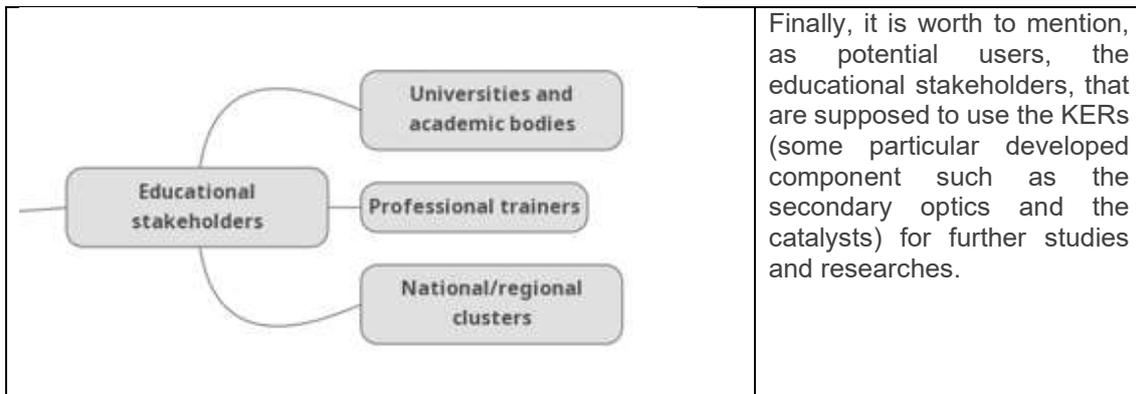 Educational
stakeholders
Universities and
academic bodies
Professional trainers
National/regional
clusters
Finally, it is worth to mention,
as potential users, the
educational stakeholders, that
are supposed to use the KERs
(some particular developed
component such as the
secondary optics and the
catalysts) for further studies
and researches.